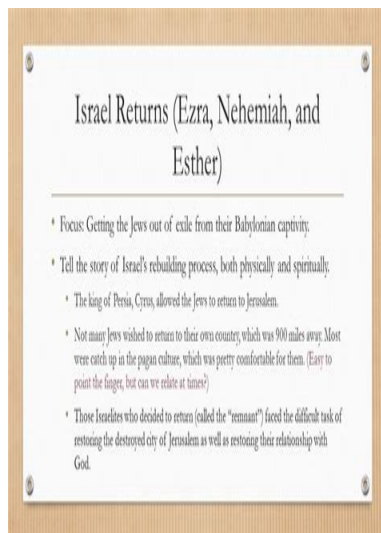 Israel Returns (Ezra, Nehemiah, and
Esther)
• Focus: Getting the Jews out of exile from their Babylonian captivity.
• Tell the story of Israel's rebuilding process, both physically and spiritually.
• The king of Persia, Cyrus, allowed the Jews to return to Jerusalem.
• Not many Jews wished to return to their own country, which was 900 miles away. Most
were catch up in the pagan culture, which was pretty comfortable for them. (Easy to
point the finger, but can we relate at times?)
• Those Israelites who decided to return (called the “remnant”) faced the difficult task of
restoring the destroyed city of Jerusalem as well as restoring their relationship with
God.